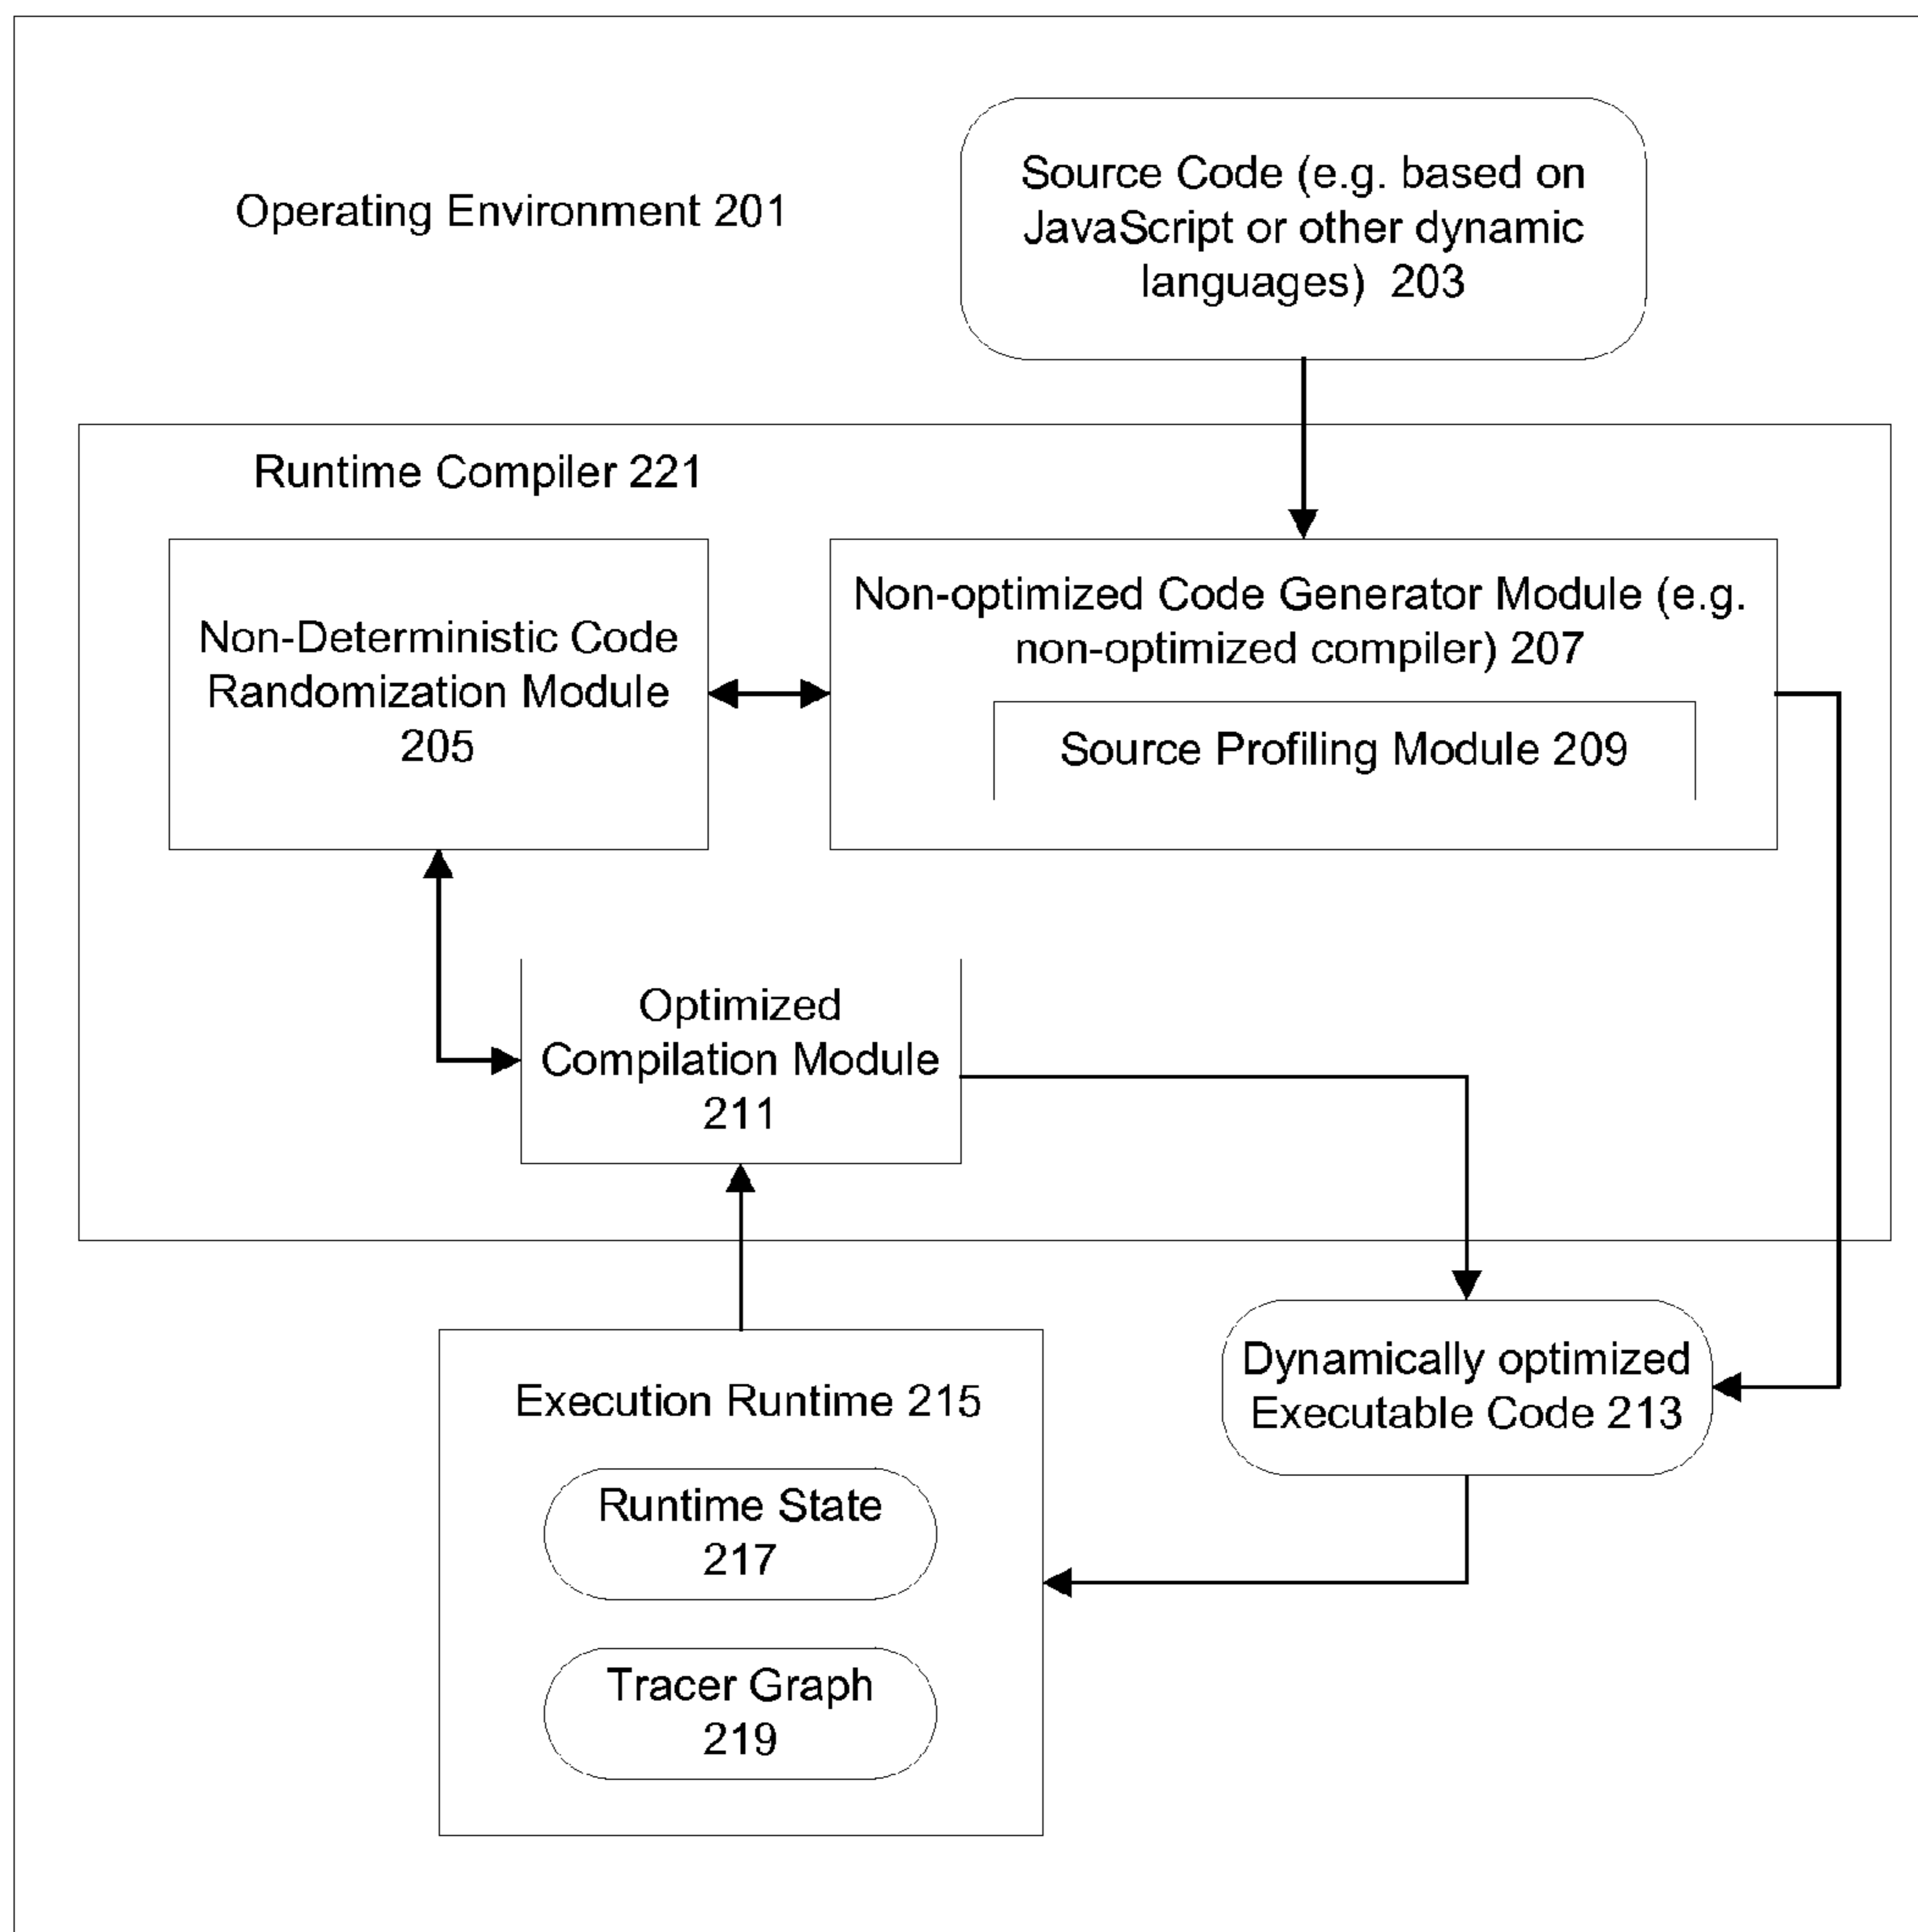 Operating Environment 201
Source Code (e.g. based on
JavaScript or other dynamic
languages) 203
Runtime Compiler 221
Non-Deterministic Code
Randomization Module
205
Non-optimized Code Generator Module (e.g.
non-optimized compiler) 207
Source Profiling Module 209
Optimized
Compilation Module
211
Dynamically optimized
Executable Code 213
Execution Runtime 215
Runtime State
217
Tracer Graph
219